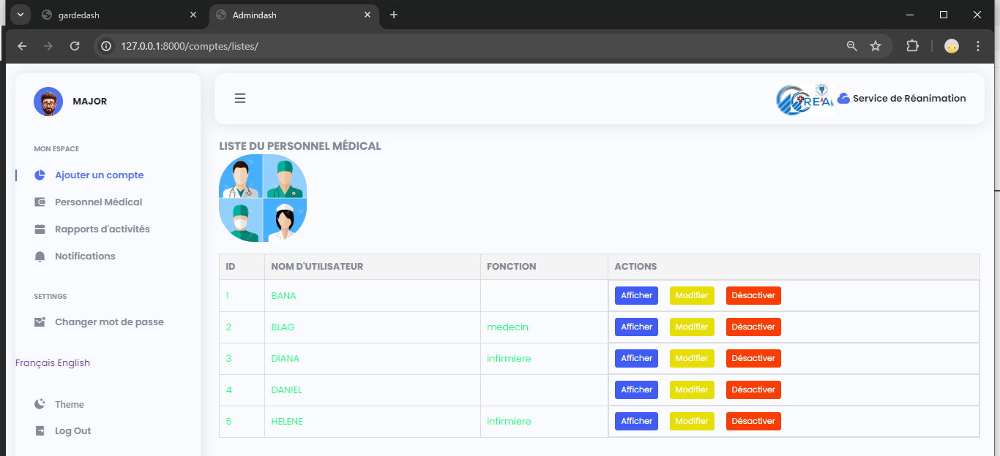 gardedash
Admindash
127.0.0.1:8000/comptes/listes/
MAJOR
REA
Service de Réanimation
MON ESPACE
Ajouter un compte
Personnel Médical
Rapports d'activités
Notifications
SETTINGS
Changer mot de passe
Français English
Theme
Log Out
LISTE DU PERSONNEL MÉDICAL
ID NOM D'UTILISATEUR FONCTION ACTIONS
1 BANA Afficher Modifier Désactiver
2 BLAG medecin Afficher Modifier Désactiver
3 DIANA infirmiere Afficher Modifier Désactiver
4 DANIEL Afficher Modifier Désactiver
5 HELENE infirmiere Afficher Modifier Désactiver